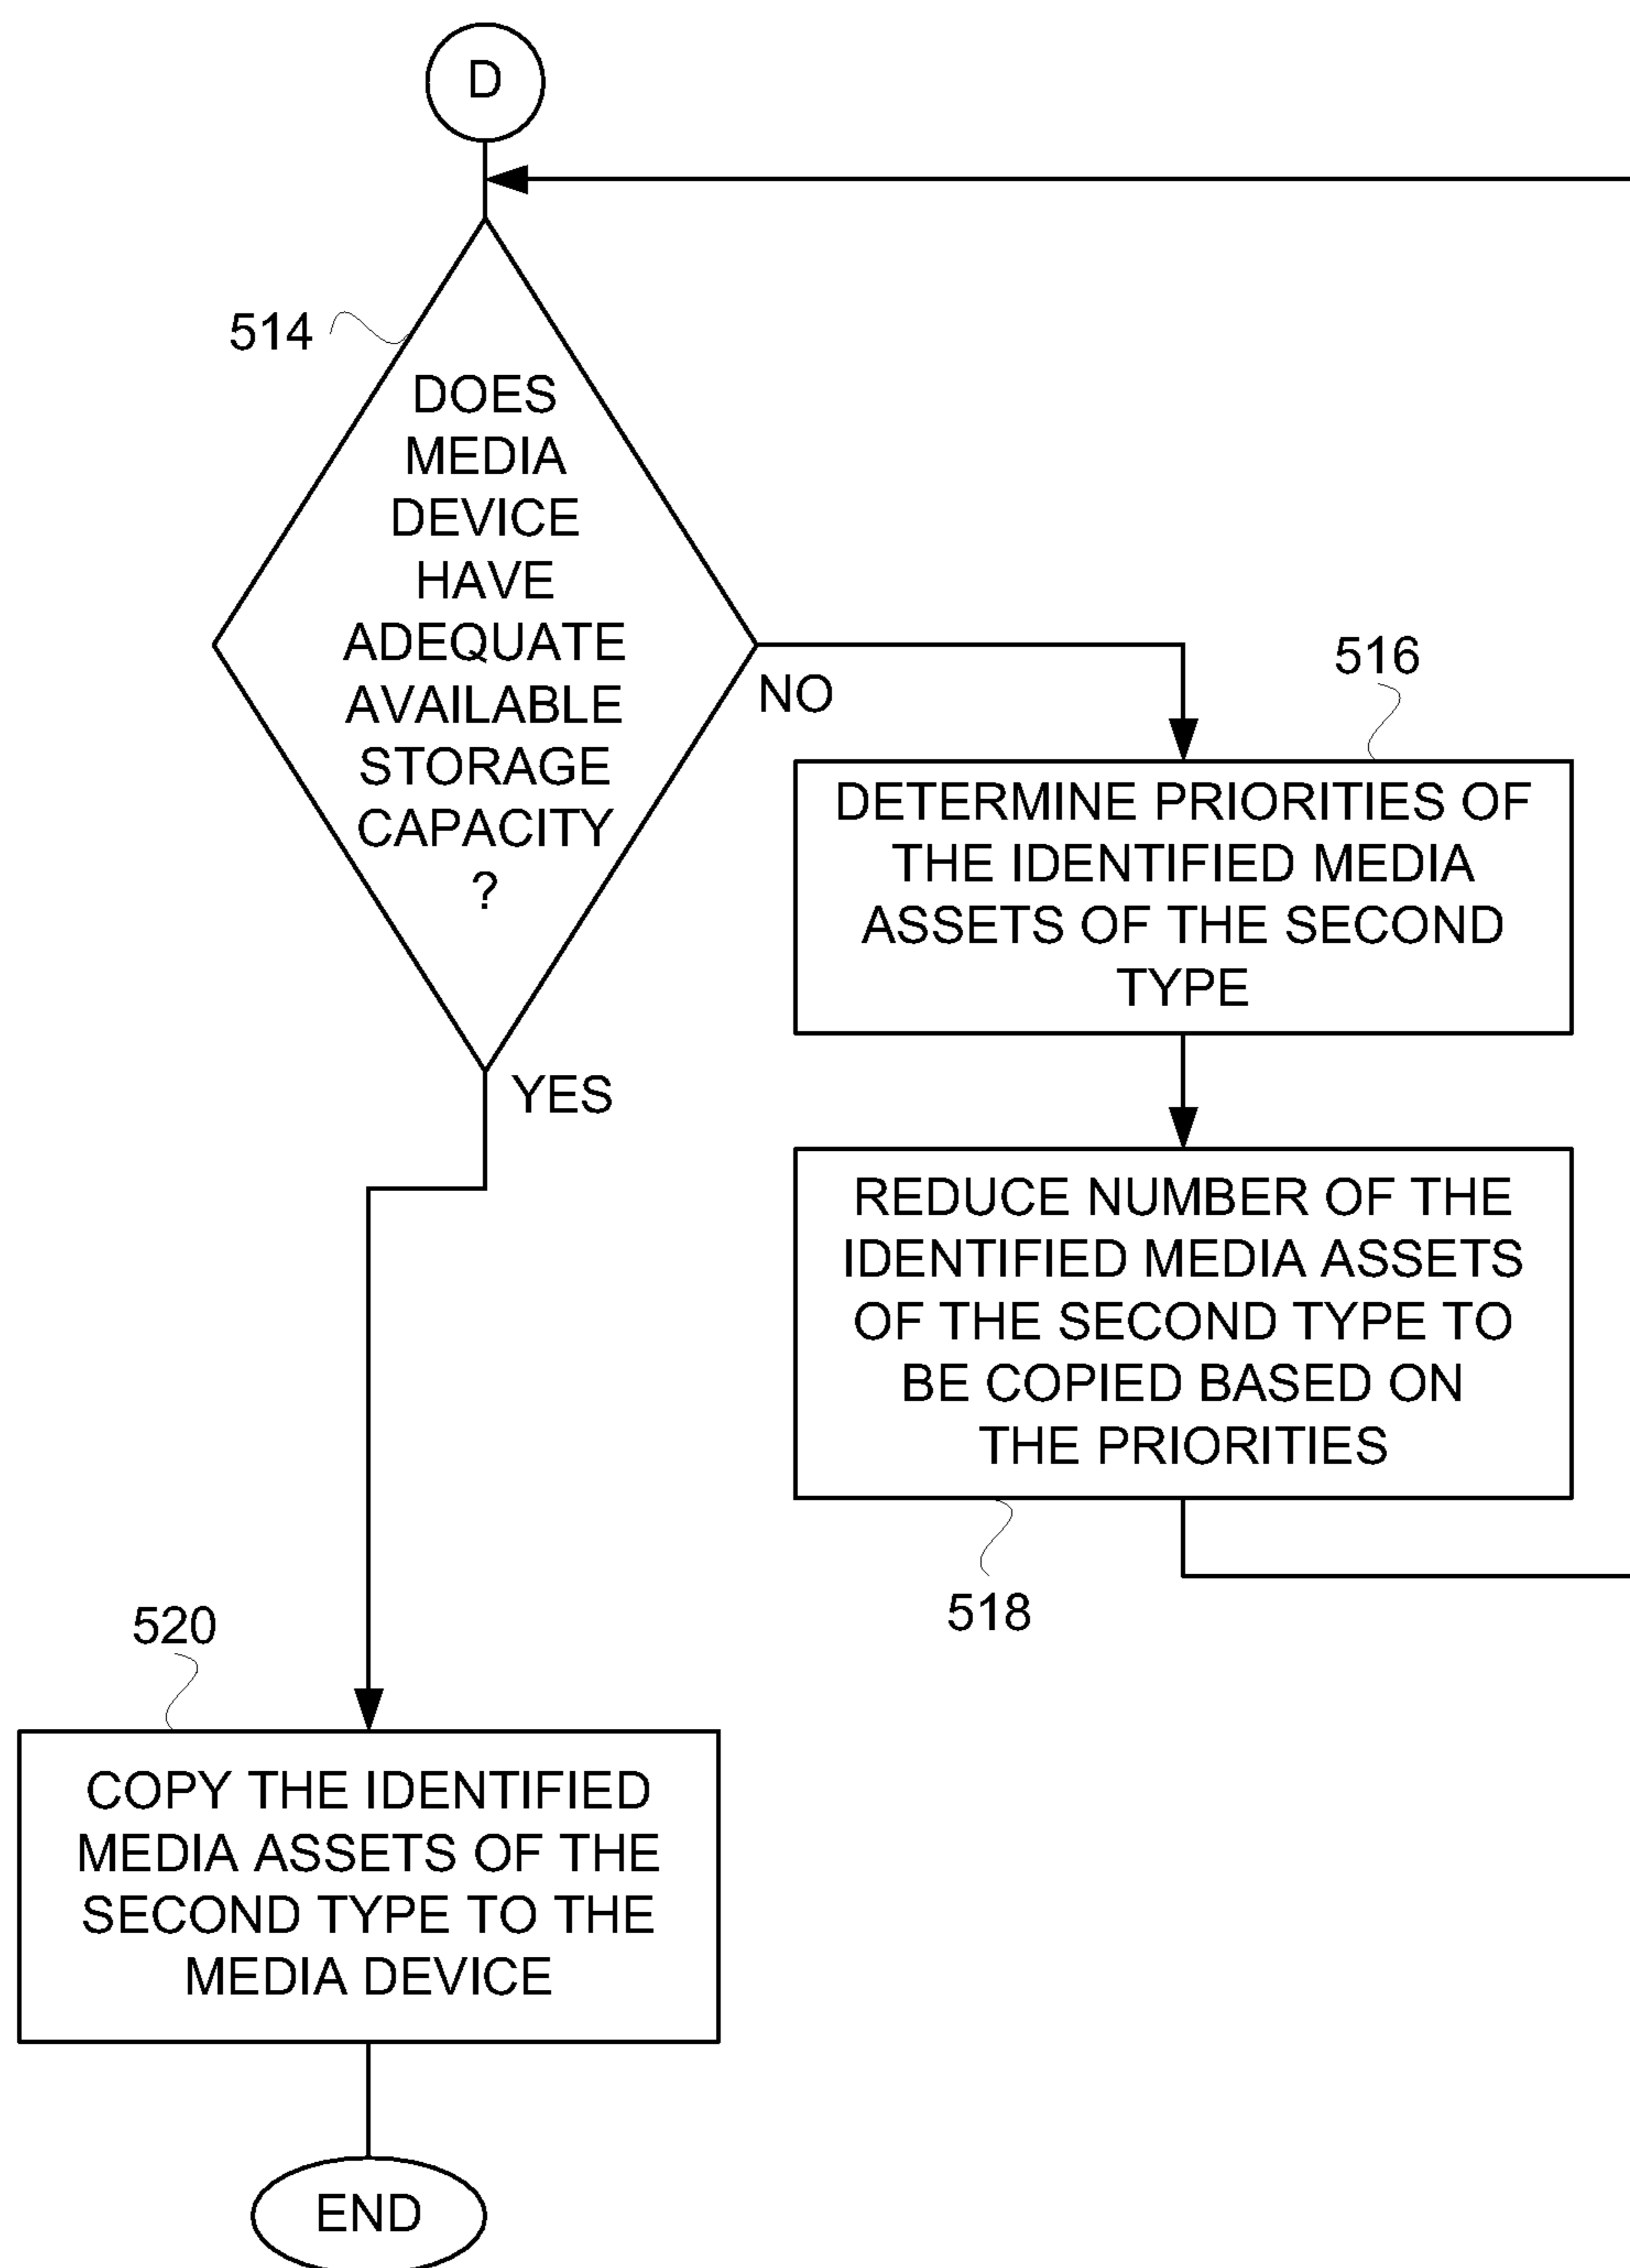 D
514
DOES
MEDIA
DEVICE
HAVE
ADEQUATE
AVAILABLE
STORAGE
CAPACITY
?
NO
YES
516
DETERMINE PRIORITIES OF
THE IDENTIFIED MEDIA
ASSETS OF THE SECOND
TYPE
REDUCE NUMBER OF THE
IDENTIFIED MEDIA ASSETS
OF THE SECOND TYPE TO
BE COPIED BASED ON
THE PRIORITIES
518
520
COPY THE IDENTIFIED
MEDIA ASSETS OF THE
SECOND TYPE TO THE
MEDIA DEVICE
END